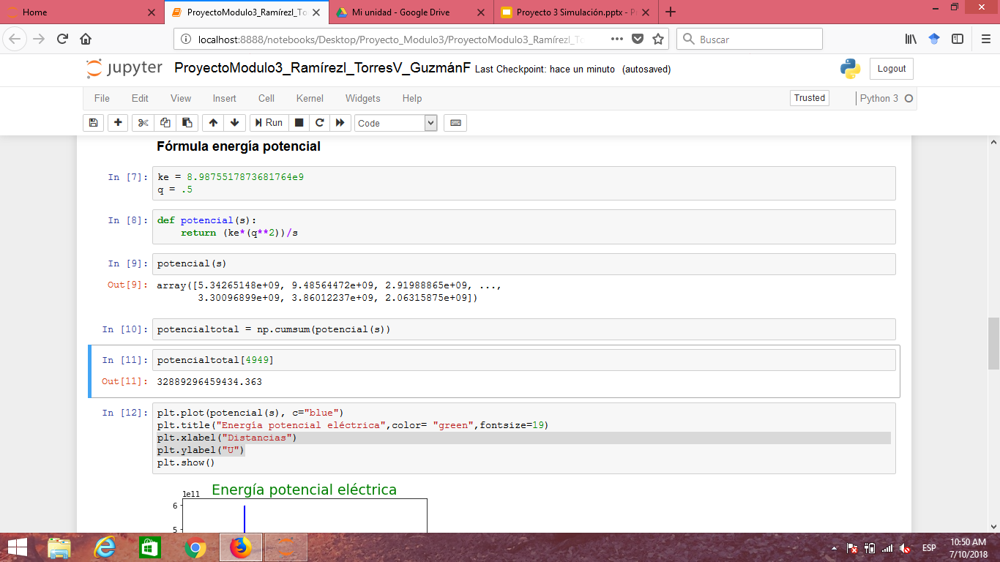 Home
ProyectoModulo3_Ramírezl_To
Mi unidad - Google Drive
Proyecto 3 Simulación.pptx - P
localhost:8888/notebooks/Desktop/Proyecto_Modulo3/ProyectoModulo3_Ramírezl_To
Buscar
jupyter ProyectoModulo3_Ramírezl_TorresV_GuzmánF Last Checkpoint: hace un minuto (autosaved)
Logout
File Edit View Insert Cell Kernel Widgets Help
Trusted
Python 3
Run
Code
Fórmula energía potencial
In [7]: ke = 8.9875517873681764e9
q = .5
In [8]: def potencial(s):
return (ke*(q**2))/s
In [9]: potencial(s)
Out[9]: array([5.34265148e+09, 9.48564472e+09, 2.91988865e+09, ...,
3.30096899e+09, 3.86012237e+09, 2.06315875e+09])
In [10]: potencialtotal = np.cumsum(potencial(s))
In [11]: potencialtotal[4949]
Out[11]: 32889296459434.363
In [12]: plt.plot(potencial(s), c="blue")
plt.title("Energía potencial eléctrica",color= "green",fontsize=19)
plt.xlabel("Distancias")
plt.ylabel("U")
plt.show()
Energía potencial eléctrica
1e11
6
5
ESP
10:50 AM
7/10/2018